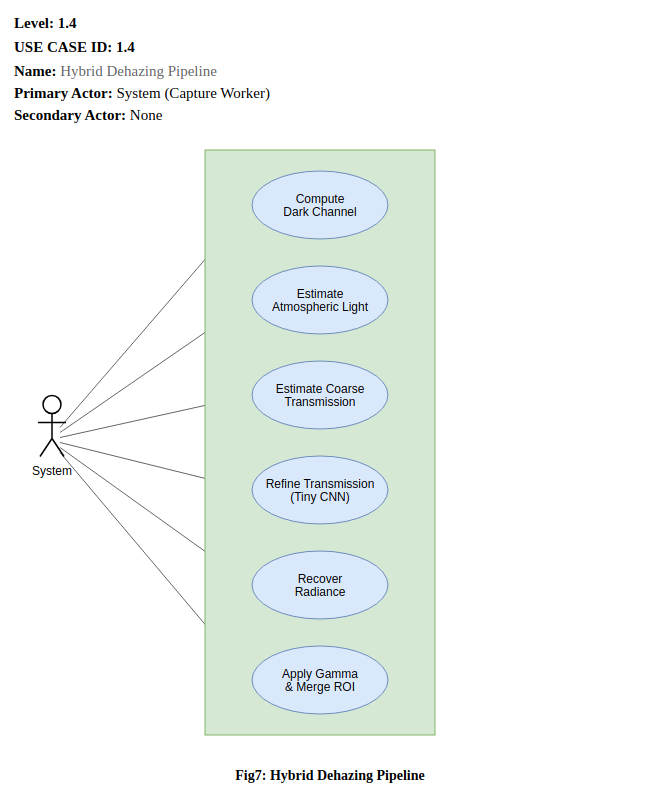 Level: 1.4
USE CASE ID: 1.4
Name: Hybrid Dehazing Pipeline
Primary Actor: System (Capture Worker)
Secondary Actor: None
Compute
Dark Channel
Estimate
Atmospheric Light
Estimate Coarse
Transmission
Refine Transmission
(Tiny CNN)
Recover
Radiance
Apply Gamma
& Merge ROI
System
Fig7: Hybrid Dehazing Pipeline